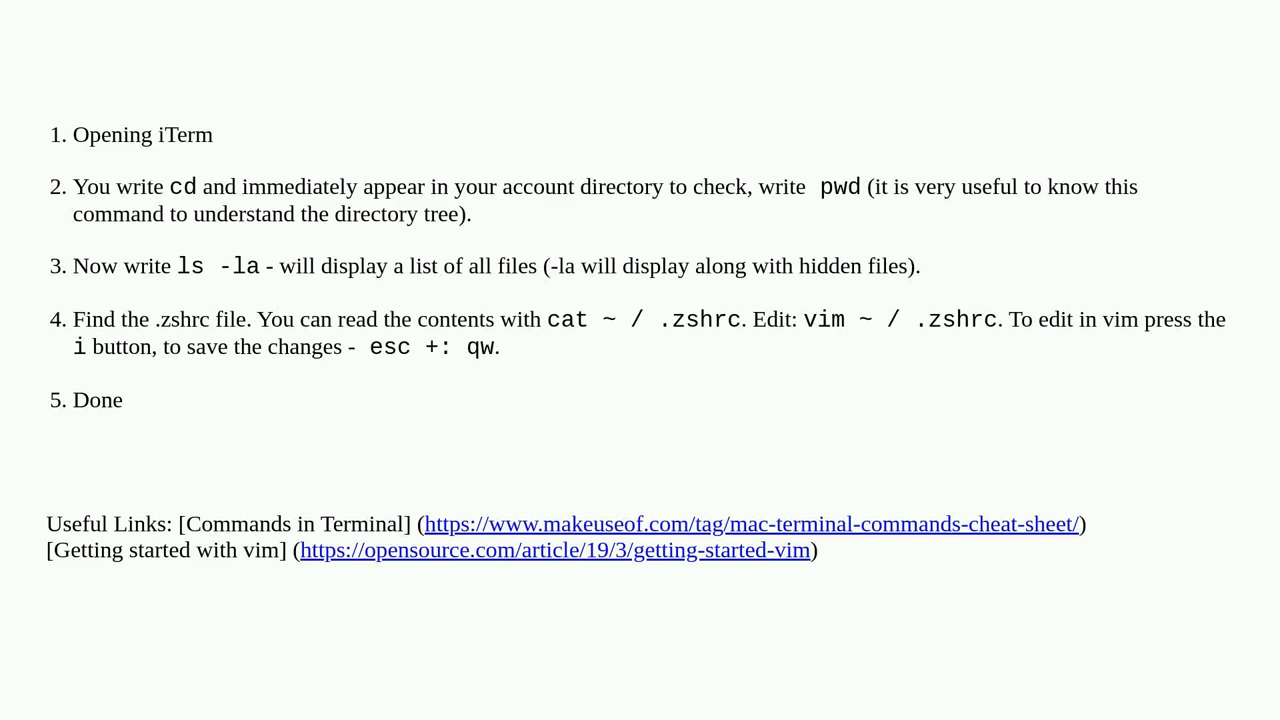 1. Opening iTerm
2. You write cd and immediately appear in your account directory to check, write pwd (it is very useful to know this
command to understand the directory tree).
3. Now write ls -la - will display a list of all files (-la will display along with hidden files).
4. Find the .zshrc file. You can read the contents with cat ~ / .zshrc. Edit: vim ~ / .zshrc. To edit in vim press the
i button, to save the changes - esc +: qw.
5. Done
Useful Links: [Commands in Terminal] (https://www.makeuseof.com/tag/mac-terminal-commands-cheat-sheet/)
[Getting started with vim] (https://opensource.com/article/19/3/getting-started-vim)